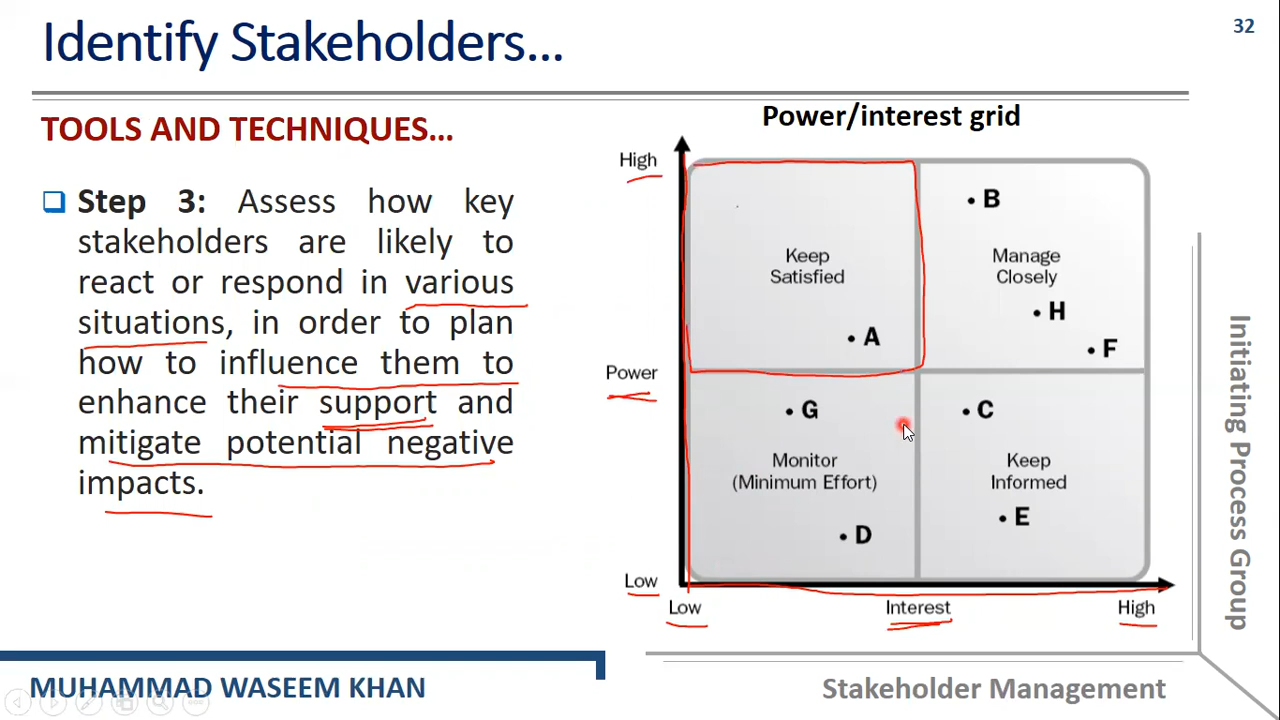 Identify Stakeholders...
32
TOOLS AND TECHNIQUES...
Step 3: Assess how key
stakeholders are likely to
react or respond in various
situations, in order to plan
how to influence them to
enhance their support and
mitigate potential negative
impacts.
Power/interest grid
High
B
Keep
Satisfied
Manage
Closely
H
A
F
Power
G
C
Monitor
(Minimum Effort)
Keep
Informed
E
D
Low
Low
Interest
High
Initiating Process Group
MUHAMMAD WASEEM KHAN
Stakeholder Management